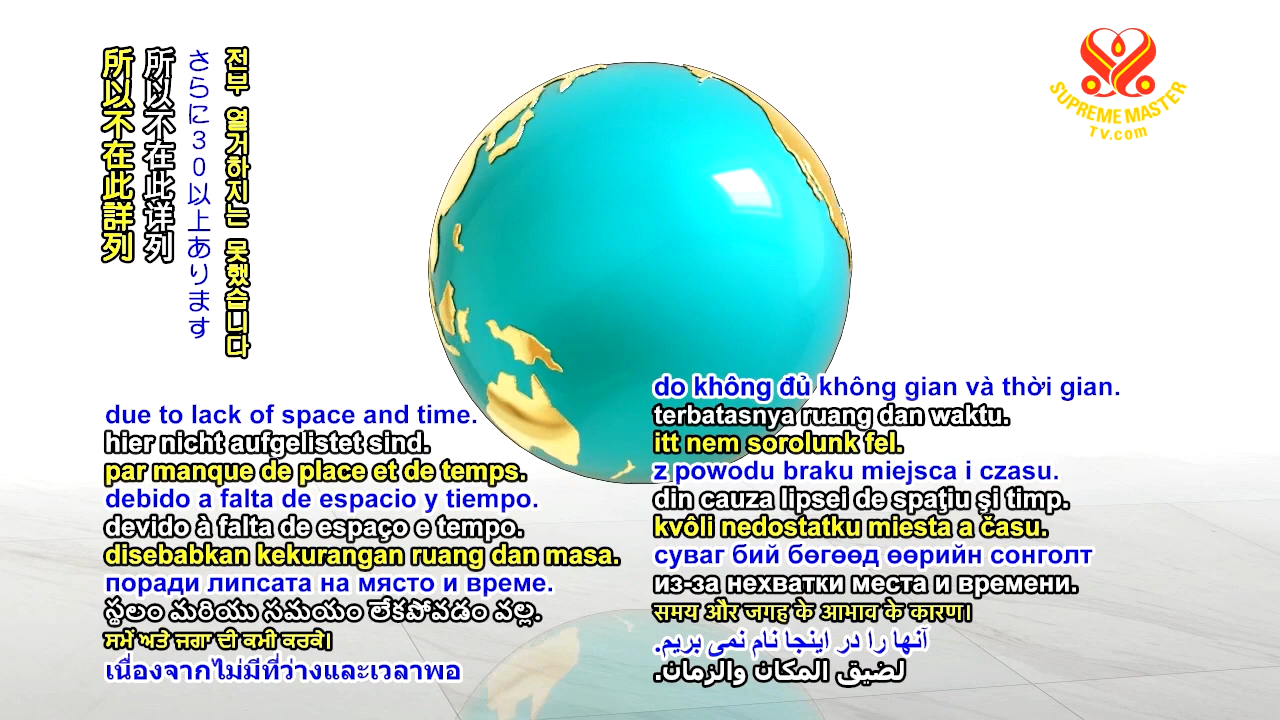 所以不在此詳列
所以不在此详列
さらに30以上あります
전부 열거하지는 못했습니다
SUPREME MASTER
TV.com
due to lack of space and time.
hier nicht aufgelistet sind.
par manque de place et de temps.
debido a falta de espacio y tiempo.
devido à falta de espaço e tempo.
disebabkan kekurangan ruang dan masa.
поради липсата на място и време.
స్థలం మరియు సమయం లేకపోవడం వల్ల.
ਸਮੇਂ ਅਤੇ ਜਗਾ ਦੀ ਕਮੀ ਕਰਕੇ।
เนื่องจากไม่มีที่ว่างและเวลาพอ
do không đủ không gian và thời gian.
terbatasnya ruang dan waktu.
itt nem sorolunk fel.
z powodu braku miejsca i czasu.
din cauza lipsei de spaţiu şi timp.
kvôli nedostatku miesta a času.
суваг бий бөгөөд өөрийн сонголт
из-за нехватки места и времени.
समय और जगह के आभाव के कारण।
آنها را در اینجا نام نمی بریم.
لضيق المكان والزمان.